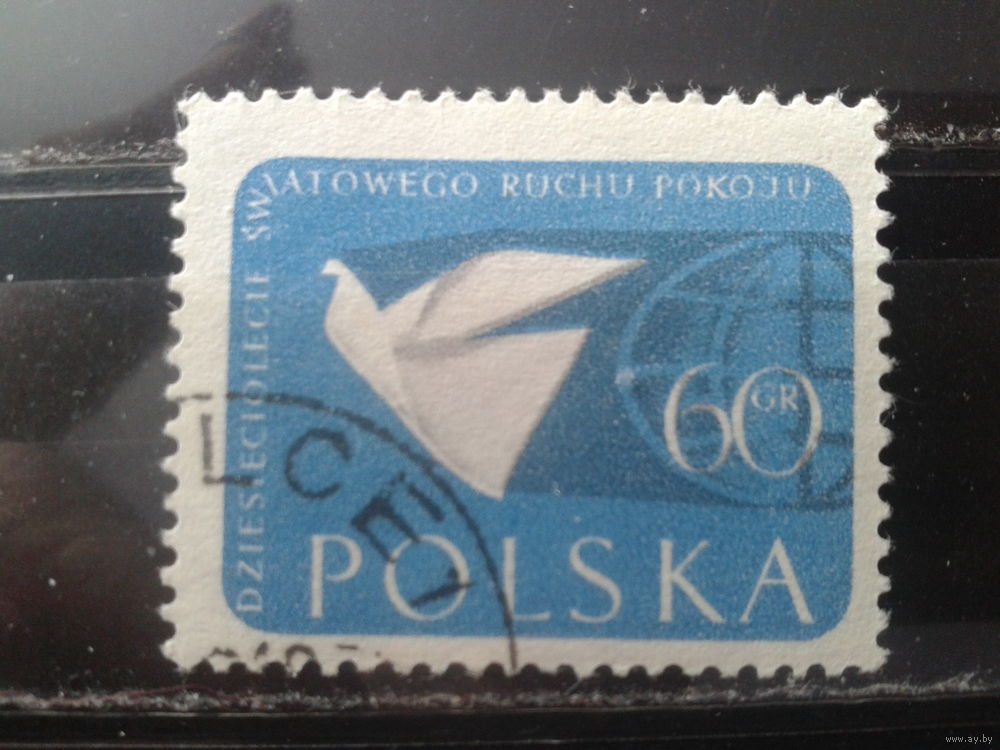 DZIESIĘCIOLECIE ŚWIATOWEGO RUCHU POKOJU
60 GR
POLSKA
www.ay.by